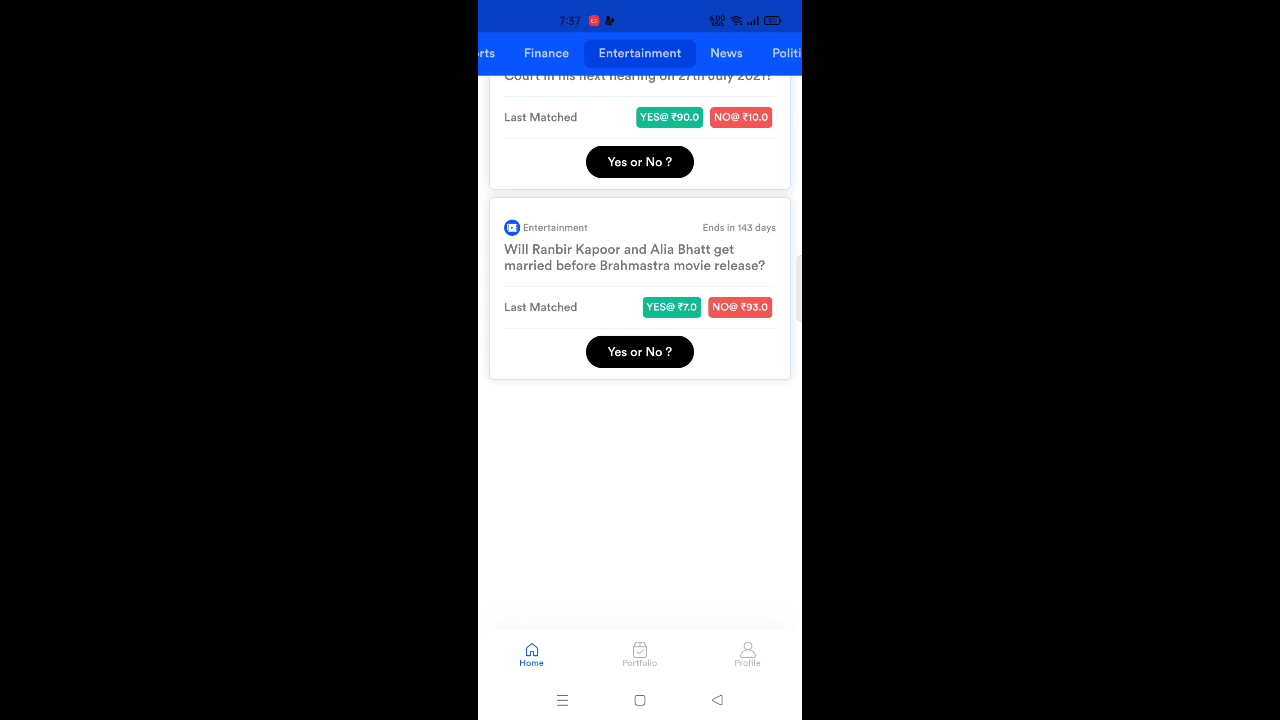 7:37
rts Finance Entertainment News Politi
Court in his next hearing on 27th July 2021?
Last Matched YES@ ₹90.0 NO@ ₹10.0
Yes or No ?
Entertainment Ends in 143 days
Will Ranbir Kapoor and Alia Bhatt get
married before Brahmastra movie release?
Last Matched YES@ ₹7.0 NO@ ₹93.0
Yes or No ?
Home Portfolio Profile